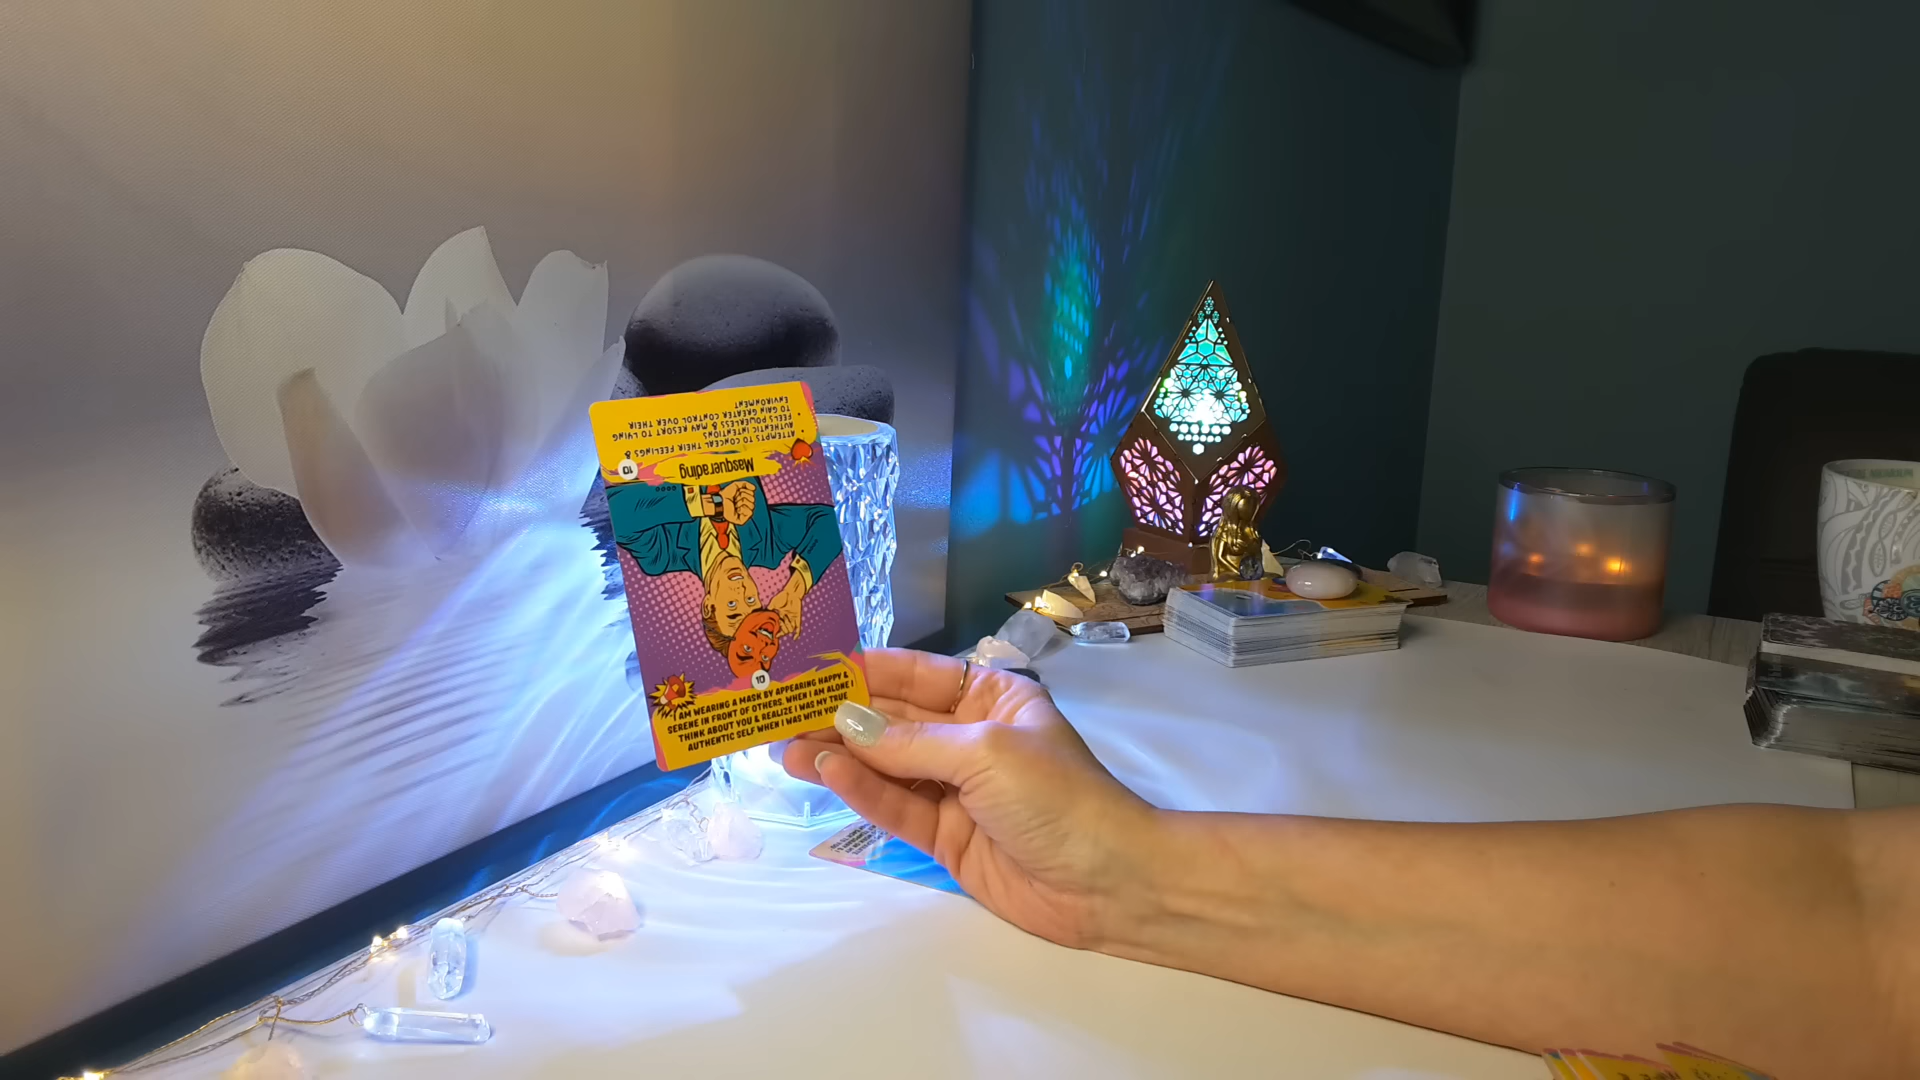 10
Masquerading
• ATTEMPTS TO CONCEAL THEIR FEELINGS &
AUTHENTIC INTENTIONS
• FEELS POWERLESS & MAY RESORT TO LYING
TO GAIN GREATER CONTROL OVER THEIR
ENVIRONMENT
10
I AM WEARING A MASK BY APPEARING HAPPY &
SERENE IN FRONT OF OTHERS. WHEN I AM ALONE I
THINK ABOUT YOU & REALIZE I WAS MY TRUE
AUTHENTIC SELF WHEN I WAS WITH YOU